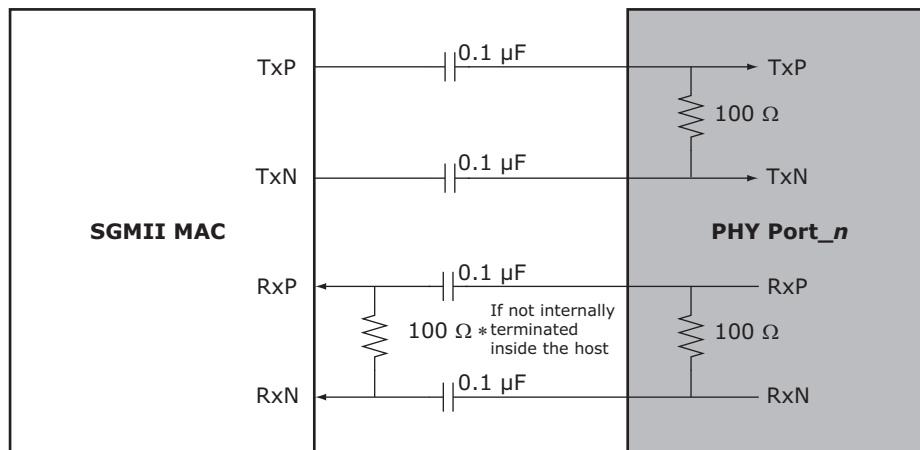 0.1 µF
TxP
TxP
100 Ω
0.1 µF
TxN
TxN
SGMII MAC
PHY Port_n
0.1 µF
RxP
RxP
If not internally
100 Ω * terminated
100 Ω
inside the host
0.1 µF
RxN
RxN